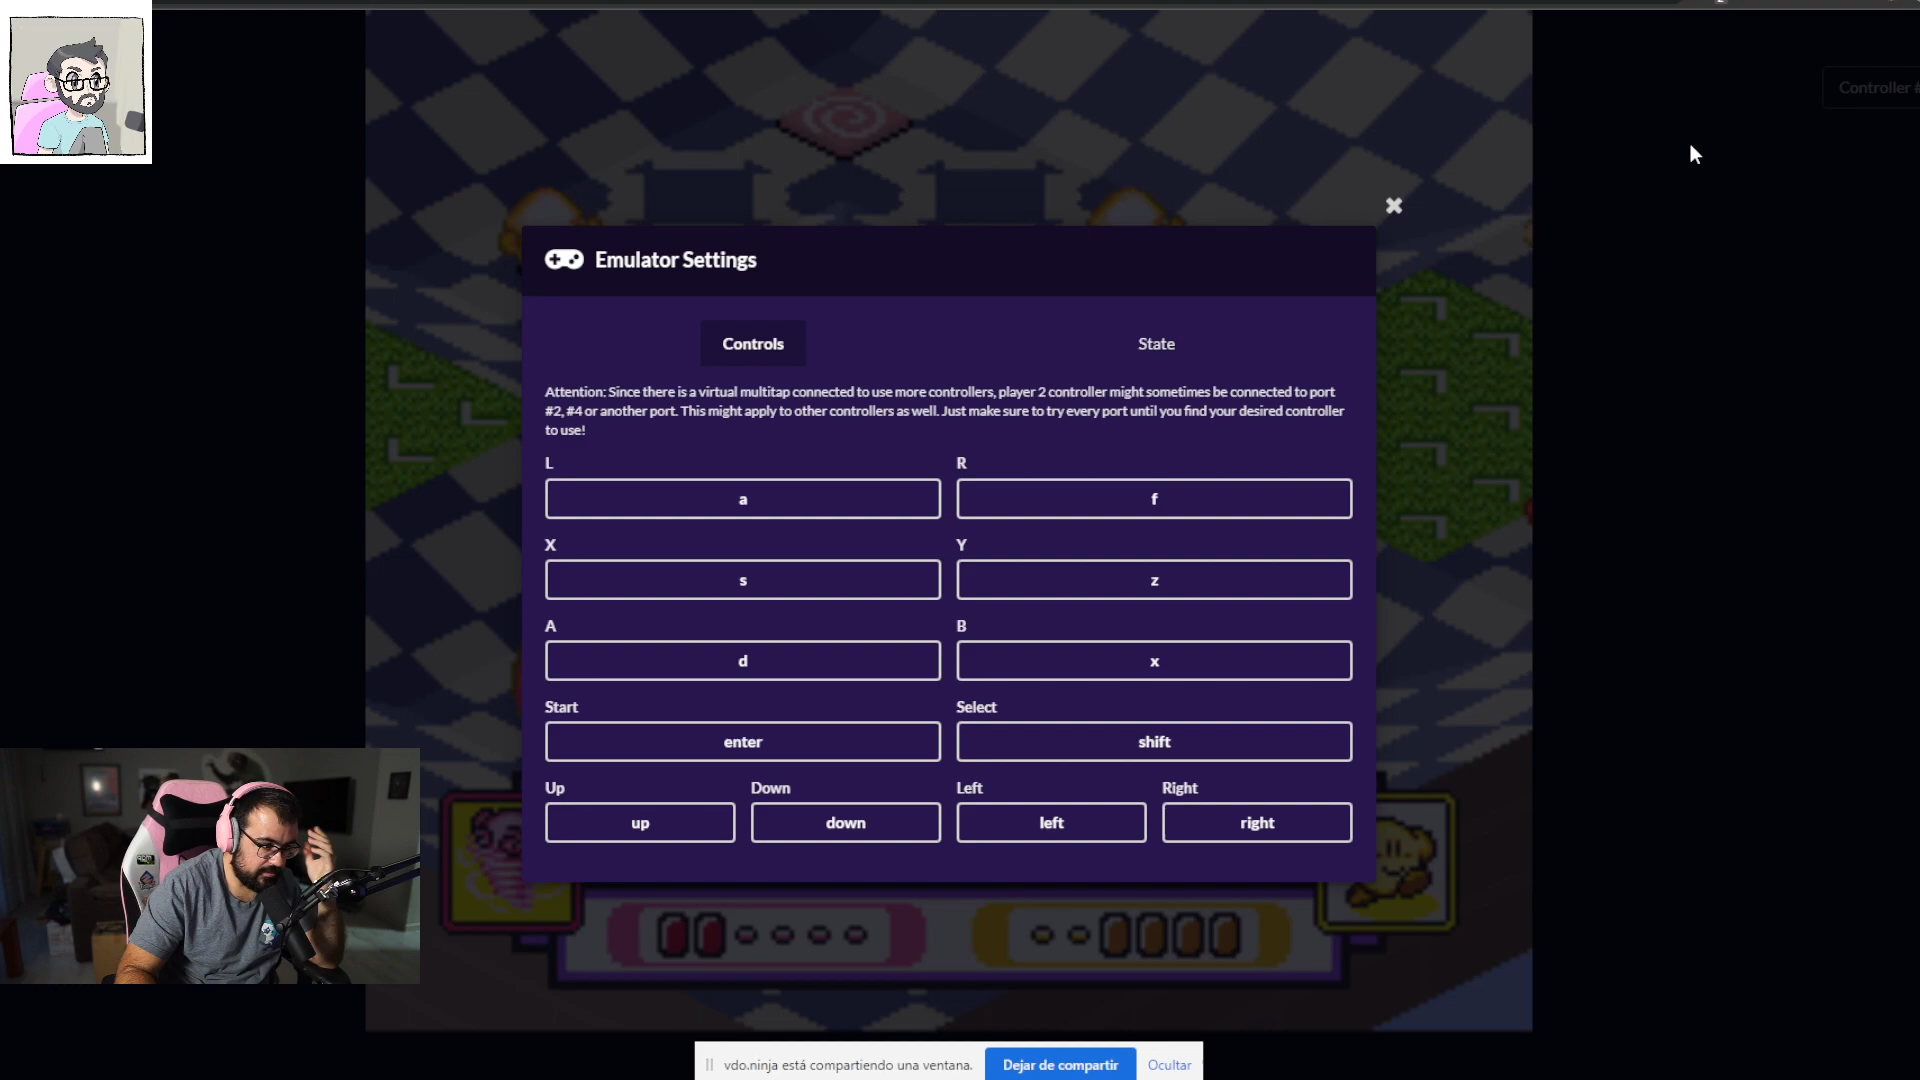 Controller #
Emulator Settings
Controls
State
Attention: Since there is a virtual multitap connected to use more controllers, player 2 controller might sometimes be connected to port
#2, #4 or another port. This might apply to other controllers as well. Just make sure to try every port until you find your desired controller
to use!
L
R
a
f
X
Y
s
z
A
B
d
x
Start
Select
enter
shift
Up
Down
Left
Right
up
down
left
right
vdo.ninja está compartiendo una ventana.
Dejar de compartir
Ocultar